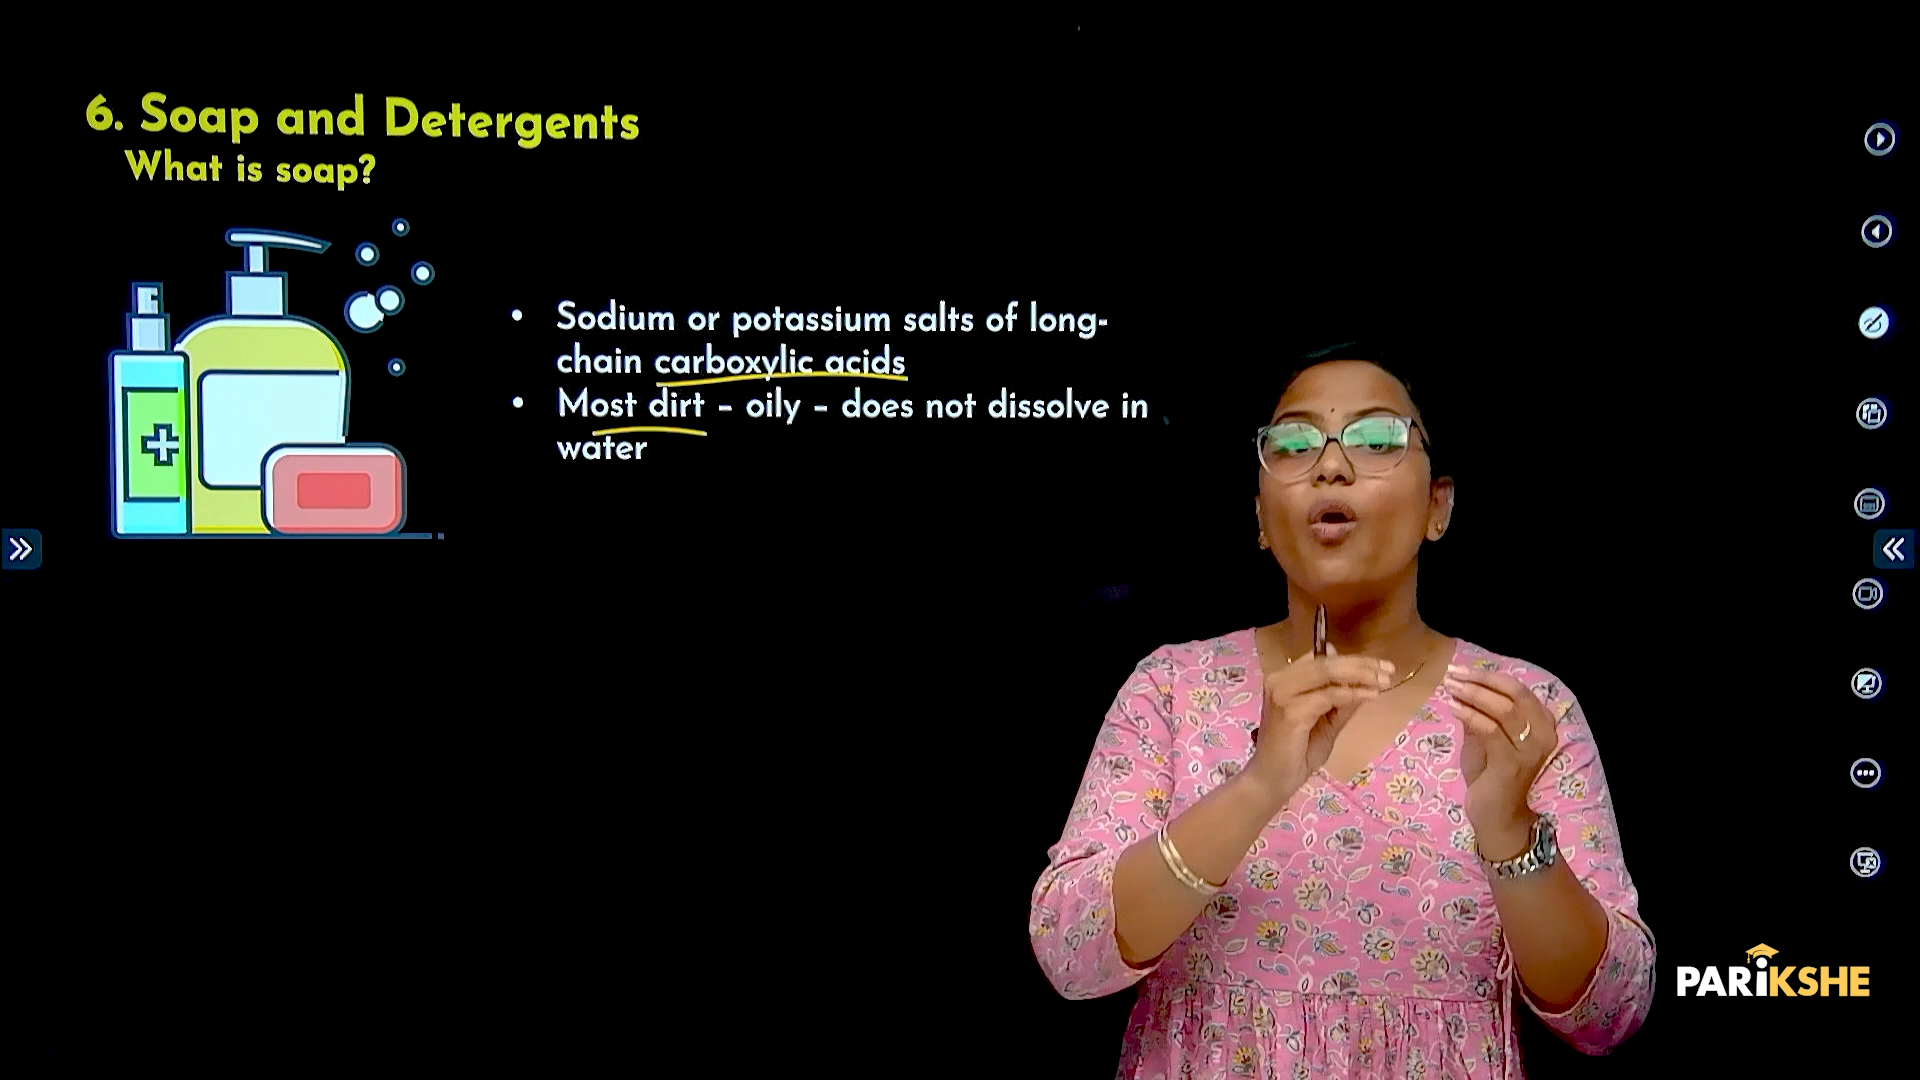 6. Soap and Detergents
What is soap?
• Sodium or potassium salts of long-
chain carboxylic acids
• Most dirt - oily - does not dissolve in
water
PARIKSHE